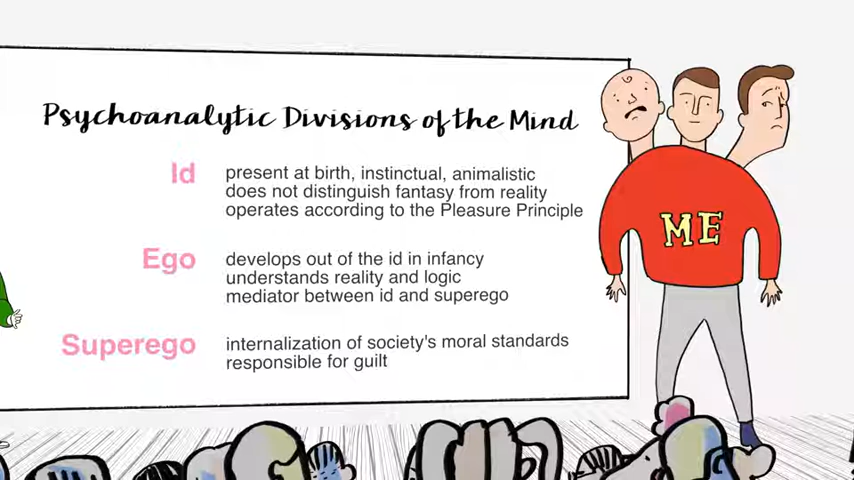 Psychoanalytic Divisions of the Mind
Id
present at birth, instinctual, animalistic
does not distinguish fantasy from reality
operates according to the Pleasure Principle
Ego
develops out of the id in infancy
understands reality and logic
mediator between id and superego
Superego
internalization of society's moral standards
responsible for guilt
ME